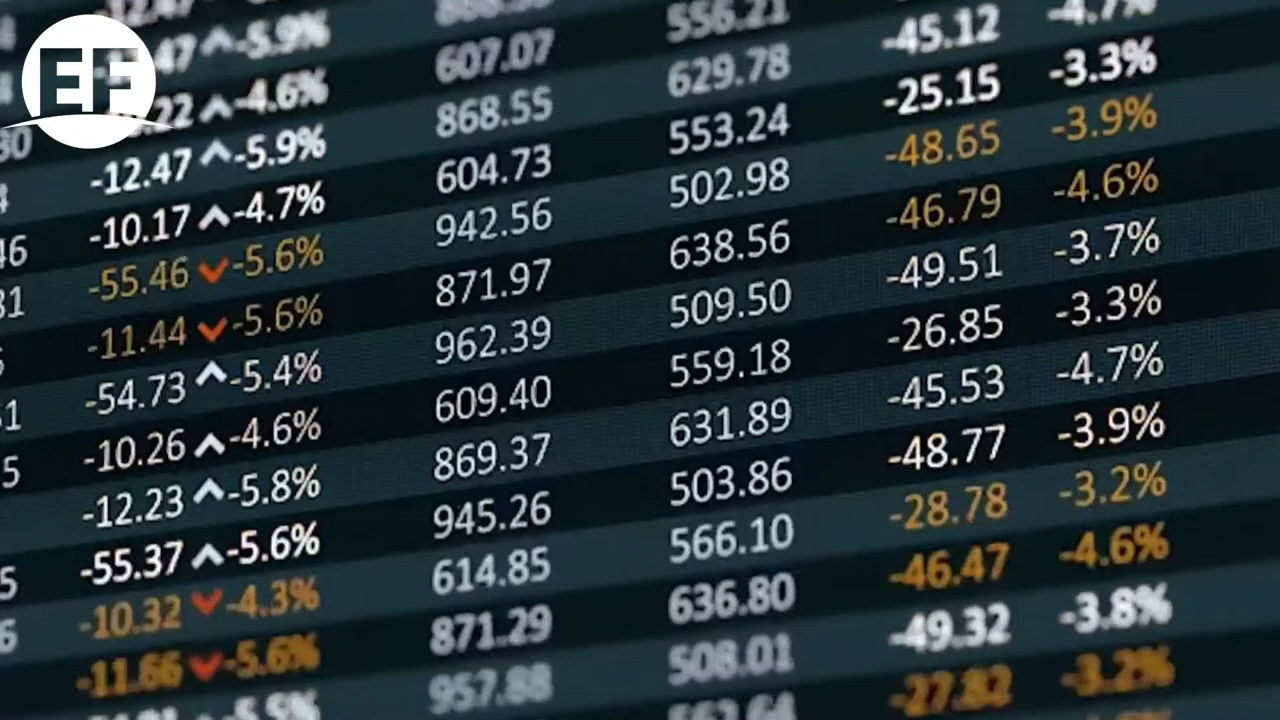 EF
-5.9%
-4.6% 607.07 556.21
-12.47 -5.9% 868.55 629.78 -45.12 -4.7%
-10.17 -4.7% 604.73 553.24 -25.15 -3.3%
-55.46 -5.6% 942.56 502.98 -48.65 -3.9%
-11.44 -5.6% 871.97 638.56 -46.79 -4.6%
-54.73 -5.4% 962.39 509.50 -49.51 -3.7%
-10.26 -4.6% 609.40 559.18 -26.85 -3.3%
-12.23 -5.8% 869.37 631.89 -45.53 -4.7%
-55.37 -5.6% 945.26 503.86 -48.77 -3.9%
-10.32 -4.3% 614.85 566.10 -28.78 -3.2%
-11.66 -5.6% 871.29 636.80 -46.47 -4.6%
957.88 508.01 -49.32 -3.8%
-27.82 -3.2%